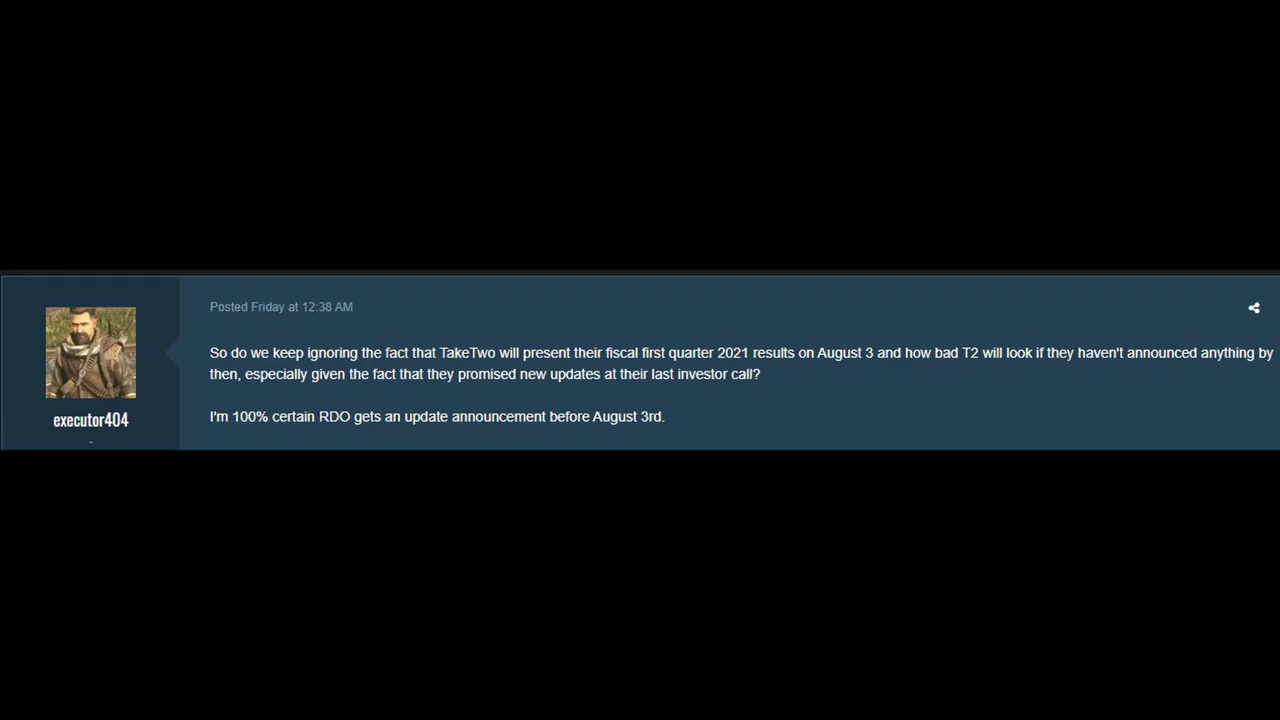 Posted Friday at 12:38 AM
So do we keep ignoring the fact that TakeTwo will present their fiscal first quarter 2021 results on August 3 and how bad T2 will look if they haven't announced anything by
then, especially given the fact that they promised new updates at their last investor call?
I'm 100% certain RDO gets an update announcement before August 3rd.
executor404
-